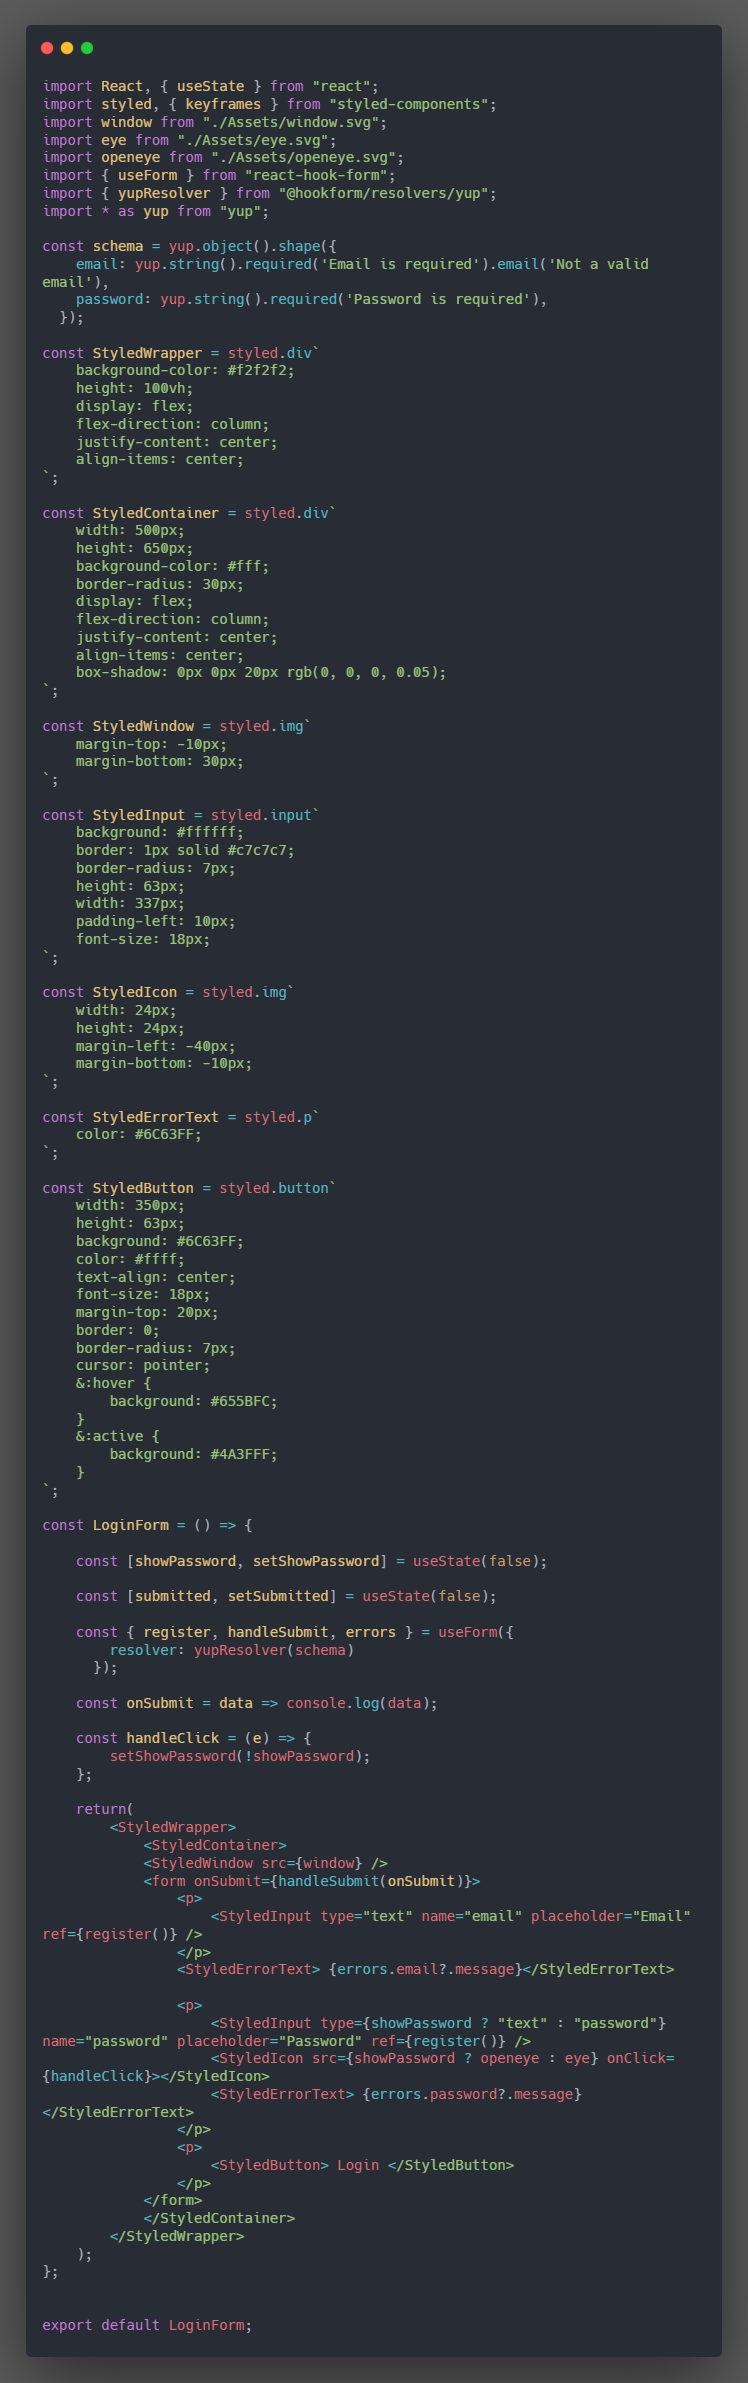 import React, { useState } from "react";
import styled, { keyframes } from "styled-components";
import window from "./Assets/window.svg";
import eye from "./Assets/eye.svg";
import openeye from "./Assets/openeye.svg";
import { useForm } from "react-hook-form";
import { yupResolver } from "@hookform/resolvers/yup";
import * as yup from "yup";

const schema = yup.object().shape({
    email: yup.string().required('Email is required').email('Not a valid
email'),
    password: yup.string().required('Password is required'),
  });

const StyledWrapper = styled.div`
    background-color: #f2f2f2;
    height: 100vh;
    display: flex;
    flex-direction: column;
    justify-content: center;
    align-items: center;
`;

const StyledContainer = styled.div`
    width: 500px;
    height: 650px;
    background-color: #fff;
    border-radius: 30px;
    display: flex;
    flex-direction: column;
    justify-content: center;
    align-items: center;
    box-shadow: 0px 0px 20px rgb(0, 0, 0, 0.05);
`;

const StyledWindow = styled.img`
    margin-top: -10px;
    margin-bottom: 30px;
`;

const StyledInput = styled.input`
    background: #ffffff;
    border: 1px solid #c7c7c7;
    border-radius: 7px;
    height: 63px;
    width: 337px;
    padding-left: 10px;
    font-size: 18px;
`;

const StyledIcon = styled.img`
    width: 24px;
    height: 24px;
    margin-left: -40px;
    margin-bottom: -10px;
`;

const StyledErrorText = styled.p`
    color: #6C63FF;
`;

const StyledButton = styled.button`
    width: 350px;
    height: 63px;
    background: #6C63FF;
    color: #ffff;
    text-align: center;
    font-size: 18px;
    margin-top: 20px;
    border: 0;
    border-radius: 7px;
    cursor: pointer;
    &:hover {
        background: #655BFC;
    }
    &:active {
        background: #4A3FFF;
    }
`;

const LoginForm = () => {

    const [showPassword, setShowPassword] = useState(false);

    const [submitted, setSubmitted] = useState(false);

    const { register, handleSubmit, errors } = useForm({
        resolver: yupResolver(schema)
      });

    const onSubmit = data => console.log(data);

    const handleClick = (e) => {
        setShowPassword(!showPassword);
    };

    return(
        <StyledWrapper>
            <StyledContainer>
            <StyledWindow src={window} />
            <form onSubmit={handleSubmit(onSubmit)}>
                <p>
                    <StyledInput type="text" name="email" placeholder="Email"
ref={register()} />
                </p>
                <StyledErrorText> {errors.email?.message}</StyledErrorText>

                <p>
                    <StyledInput type={showPassword ? "text" : "password"}
name="password" placeholder="Password" ref={register()} />
                    <StyledIcon src={showPassword ? openeye : eye} onClick=
{handleClick}></StyledIcon>
                    <StyledErrorText> {errors.password?.message}
</StyledErrorText>
                </p>
                <p>
                    <StyledButton> Login </StyledButton>
                </p>
            </form>
            </StyledContainer>
        </StyledWrapper>
    );
};


export default LoginForm;